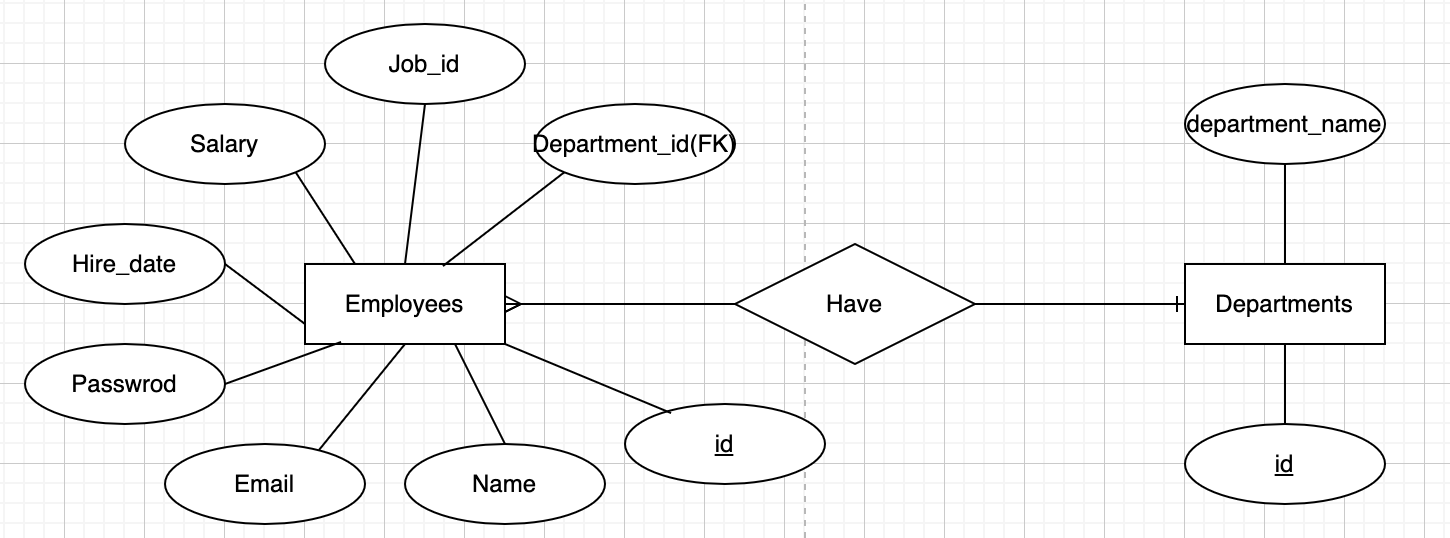 Job_id
Salary
Department_id(FK)
department_name
Hire_date
Employees
Have
Departments
Passwrod
Email
Name
id
id